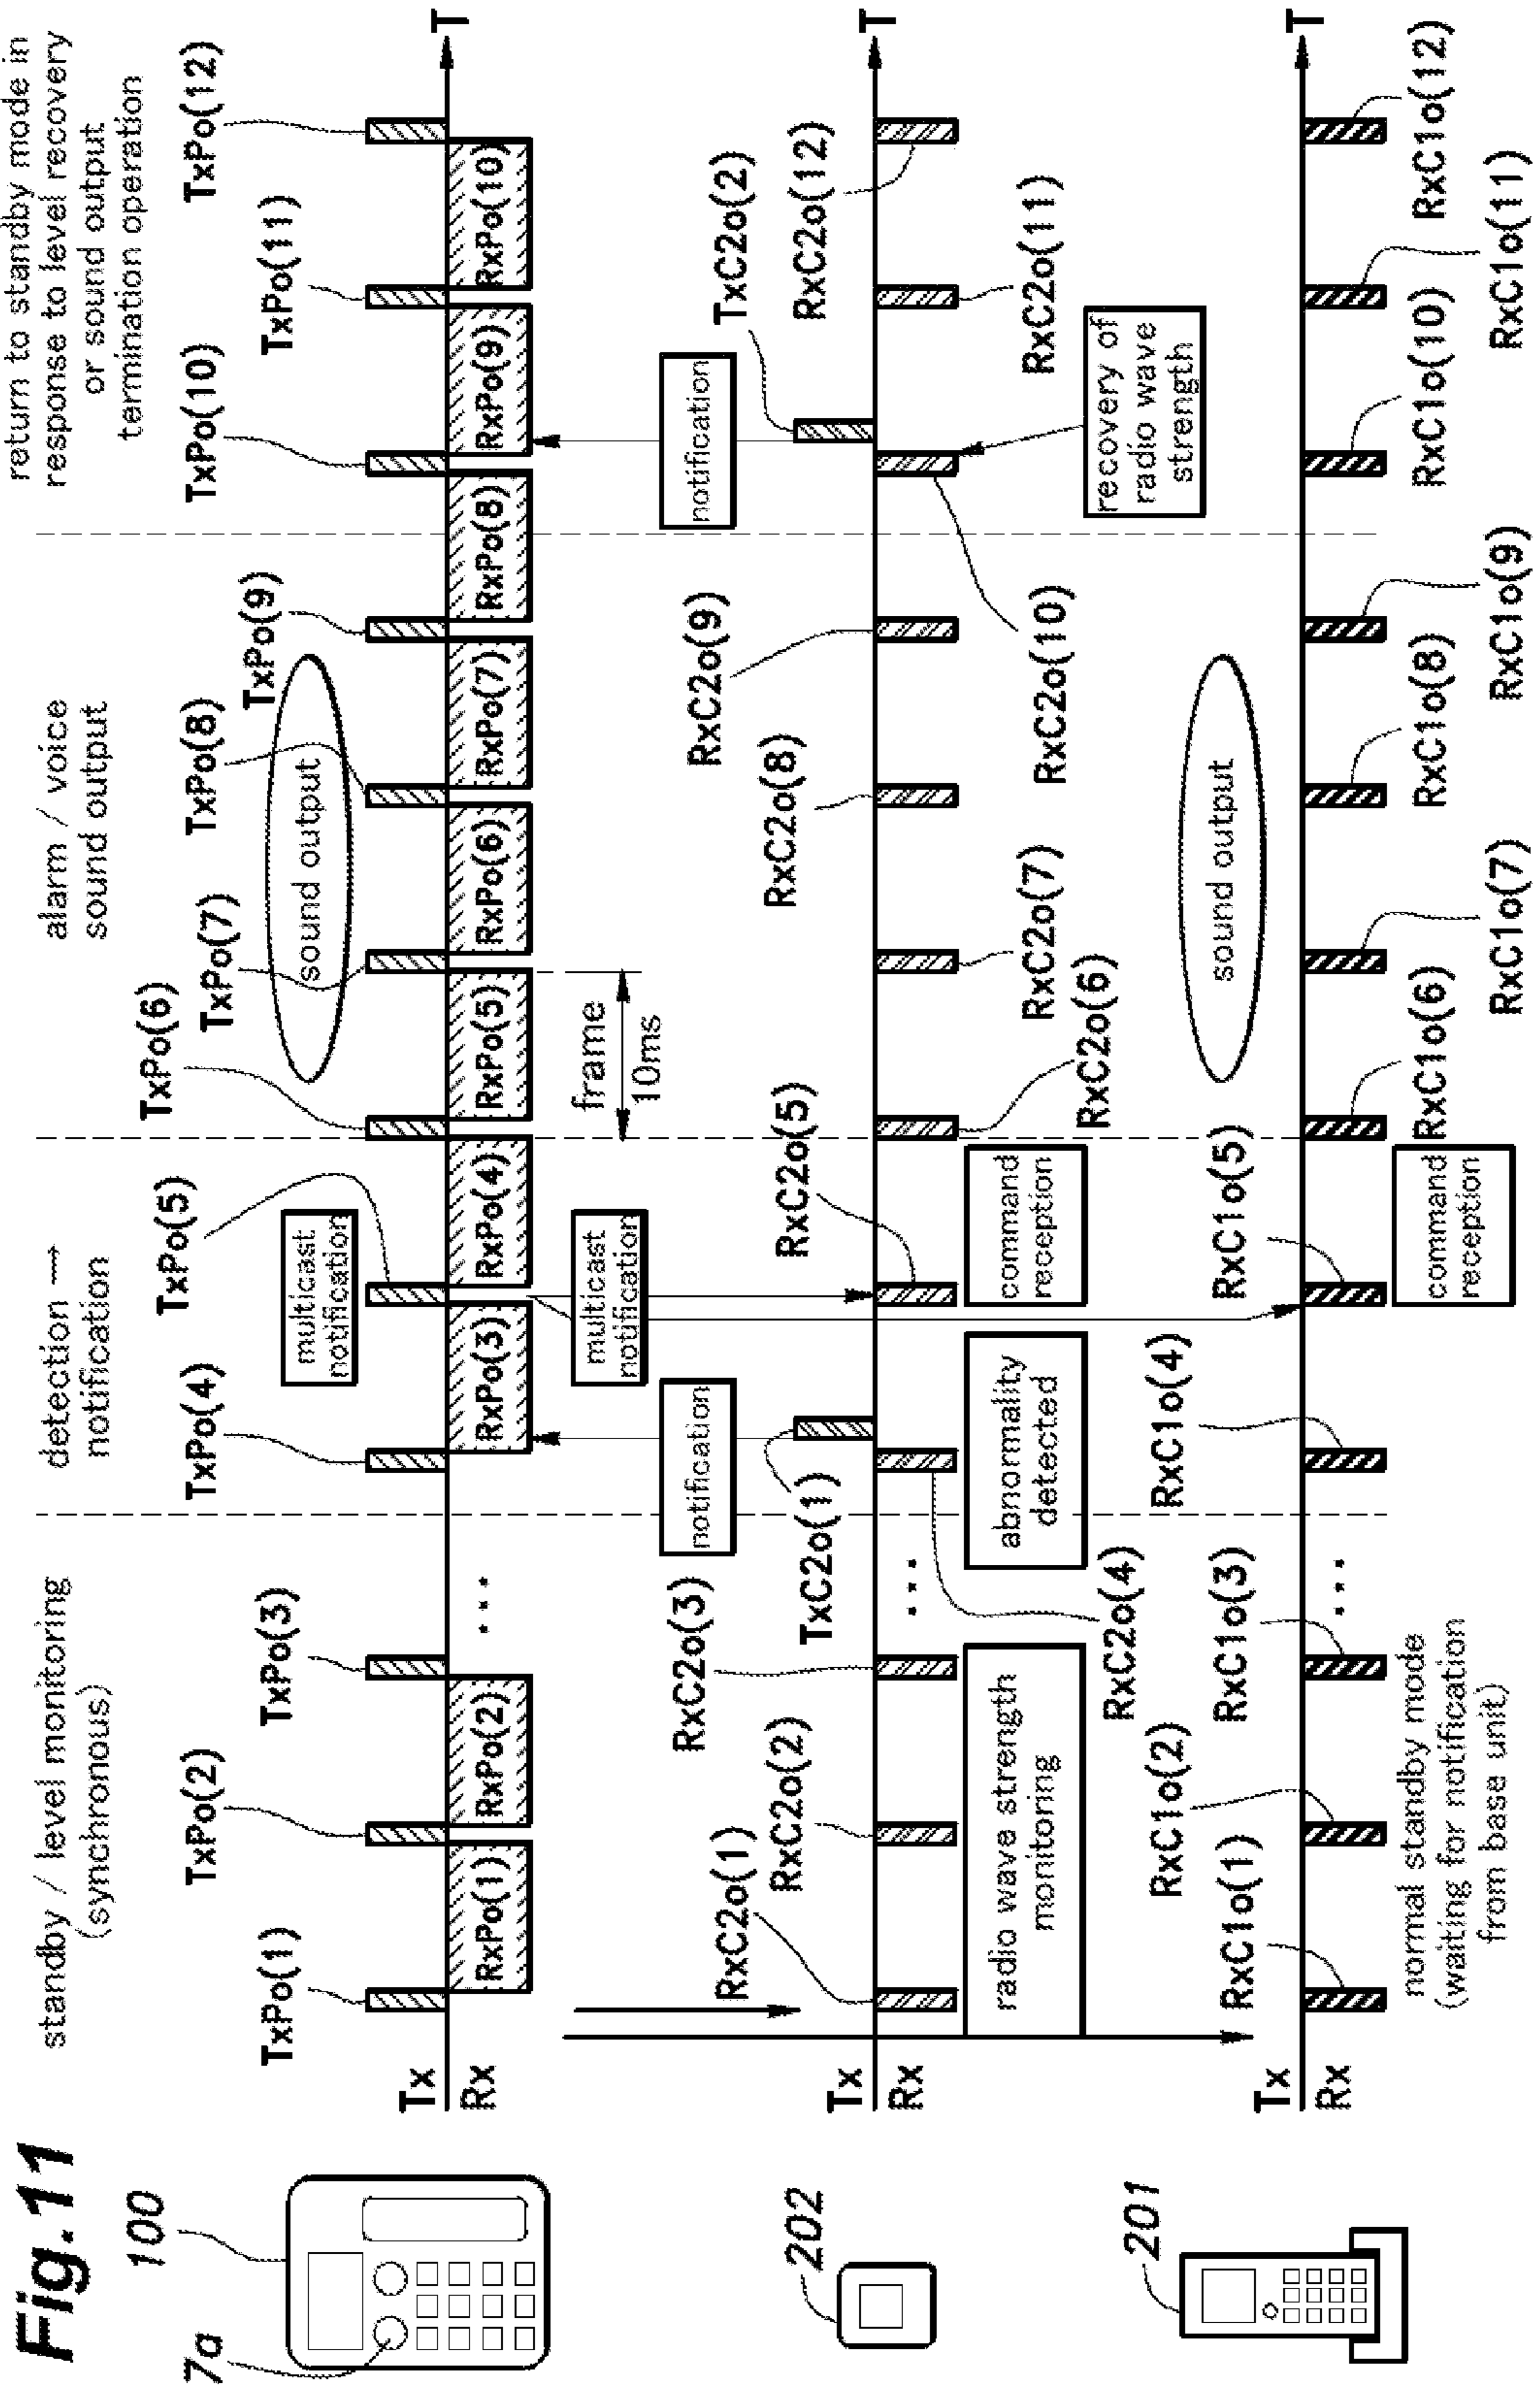 Fig.11
100
7a
202
201
standby / level monitoring
(synchronous)
detection →
notification
alarm / voice
sound output
return to standby mode in
response to level recovery
or sound output
termination operation
TxPo(1)
TxPo(2)
TxPo(3)
TxPo(4)
TxPo(5)
TxPo(6)
TxPo(7)
TxPo(8)
TxPo(9)
TxPo(10)
TxPo(11)
TxPo(12)
multicast
notification
sound output
Tx
Rx
T
RxPo(1)
RxPo(2)
...
RxPo(3)
RxPo(4)
RxPo(5)
RxPo(6)
RxPo(7)
RxPo(8)
RxPo(9)
RxPo(10)
multicast
notification
frame
10ms
notification
notification
TxC2o(1)
TxC2o(2)
Tx
Rx
T
RxC2o(1)
RxC2o(2)
RxC2o(3)
...
RxC2o(4)
RxC2o(5)
RxC2o(6)
RxC2o(7)
RxC2o(8)
RxC2o(9)
RxC2o(10)
RxC2o(11)
RxC2o(12)
radio wave strength
monitoring
abnormality
detected
command
reception
recovery of
radio wave
strength
sound output
Tx
Rx
T
RxC1o(1)
RxC1o(2)
RxC1o(3)
...
RxC1o(4)
RxC1o(5)
RxC1o(6)
RxC1o(7)
RxC1o(8)
RxC1o(9)
RxC1o(10)
RxC1o(11)
RxC1o(12)
normal standby mode
(waiting for notification
from base unit)
command
reception